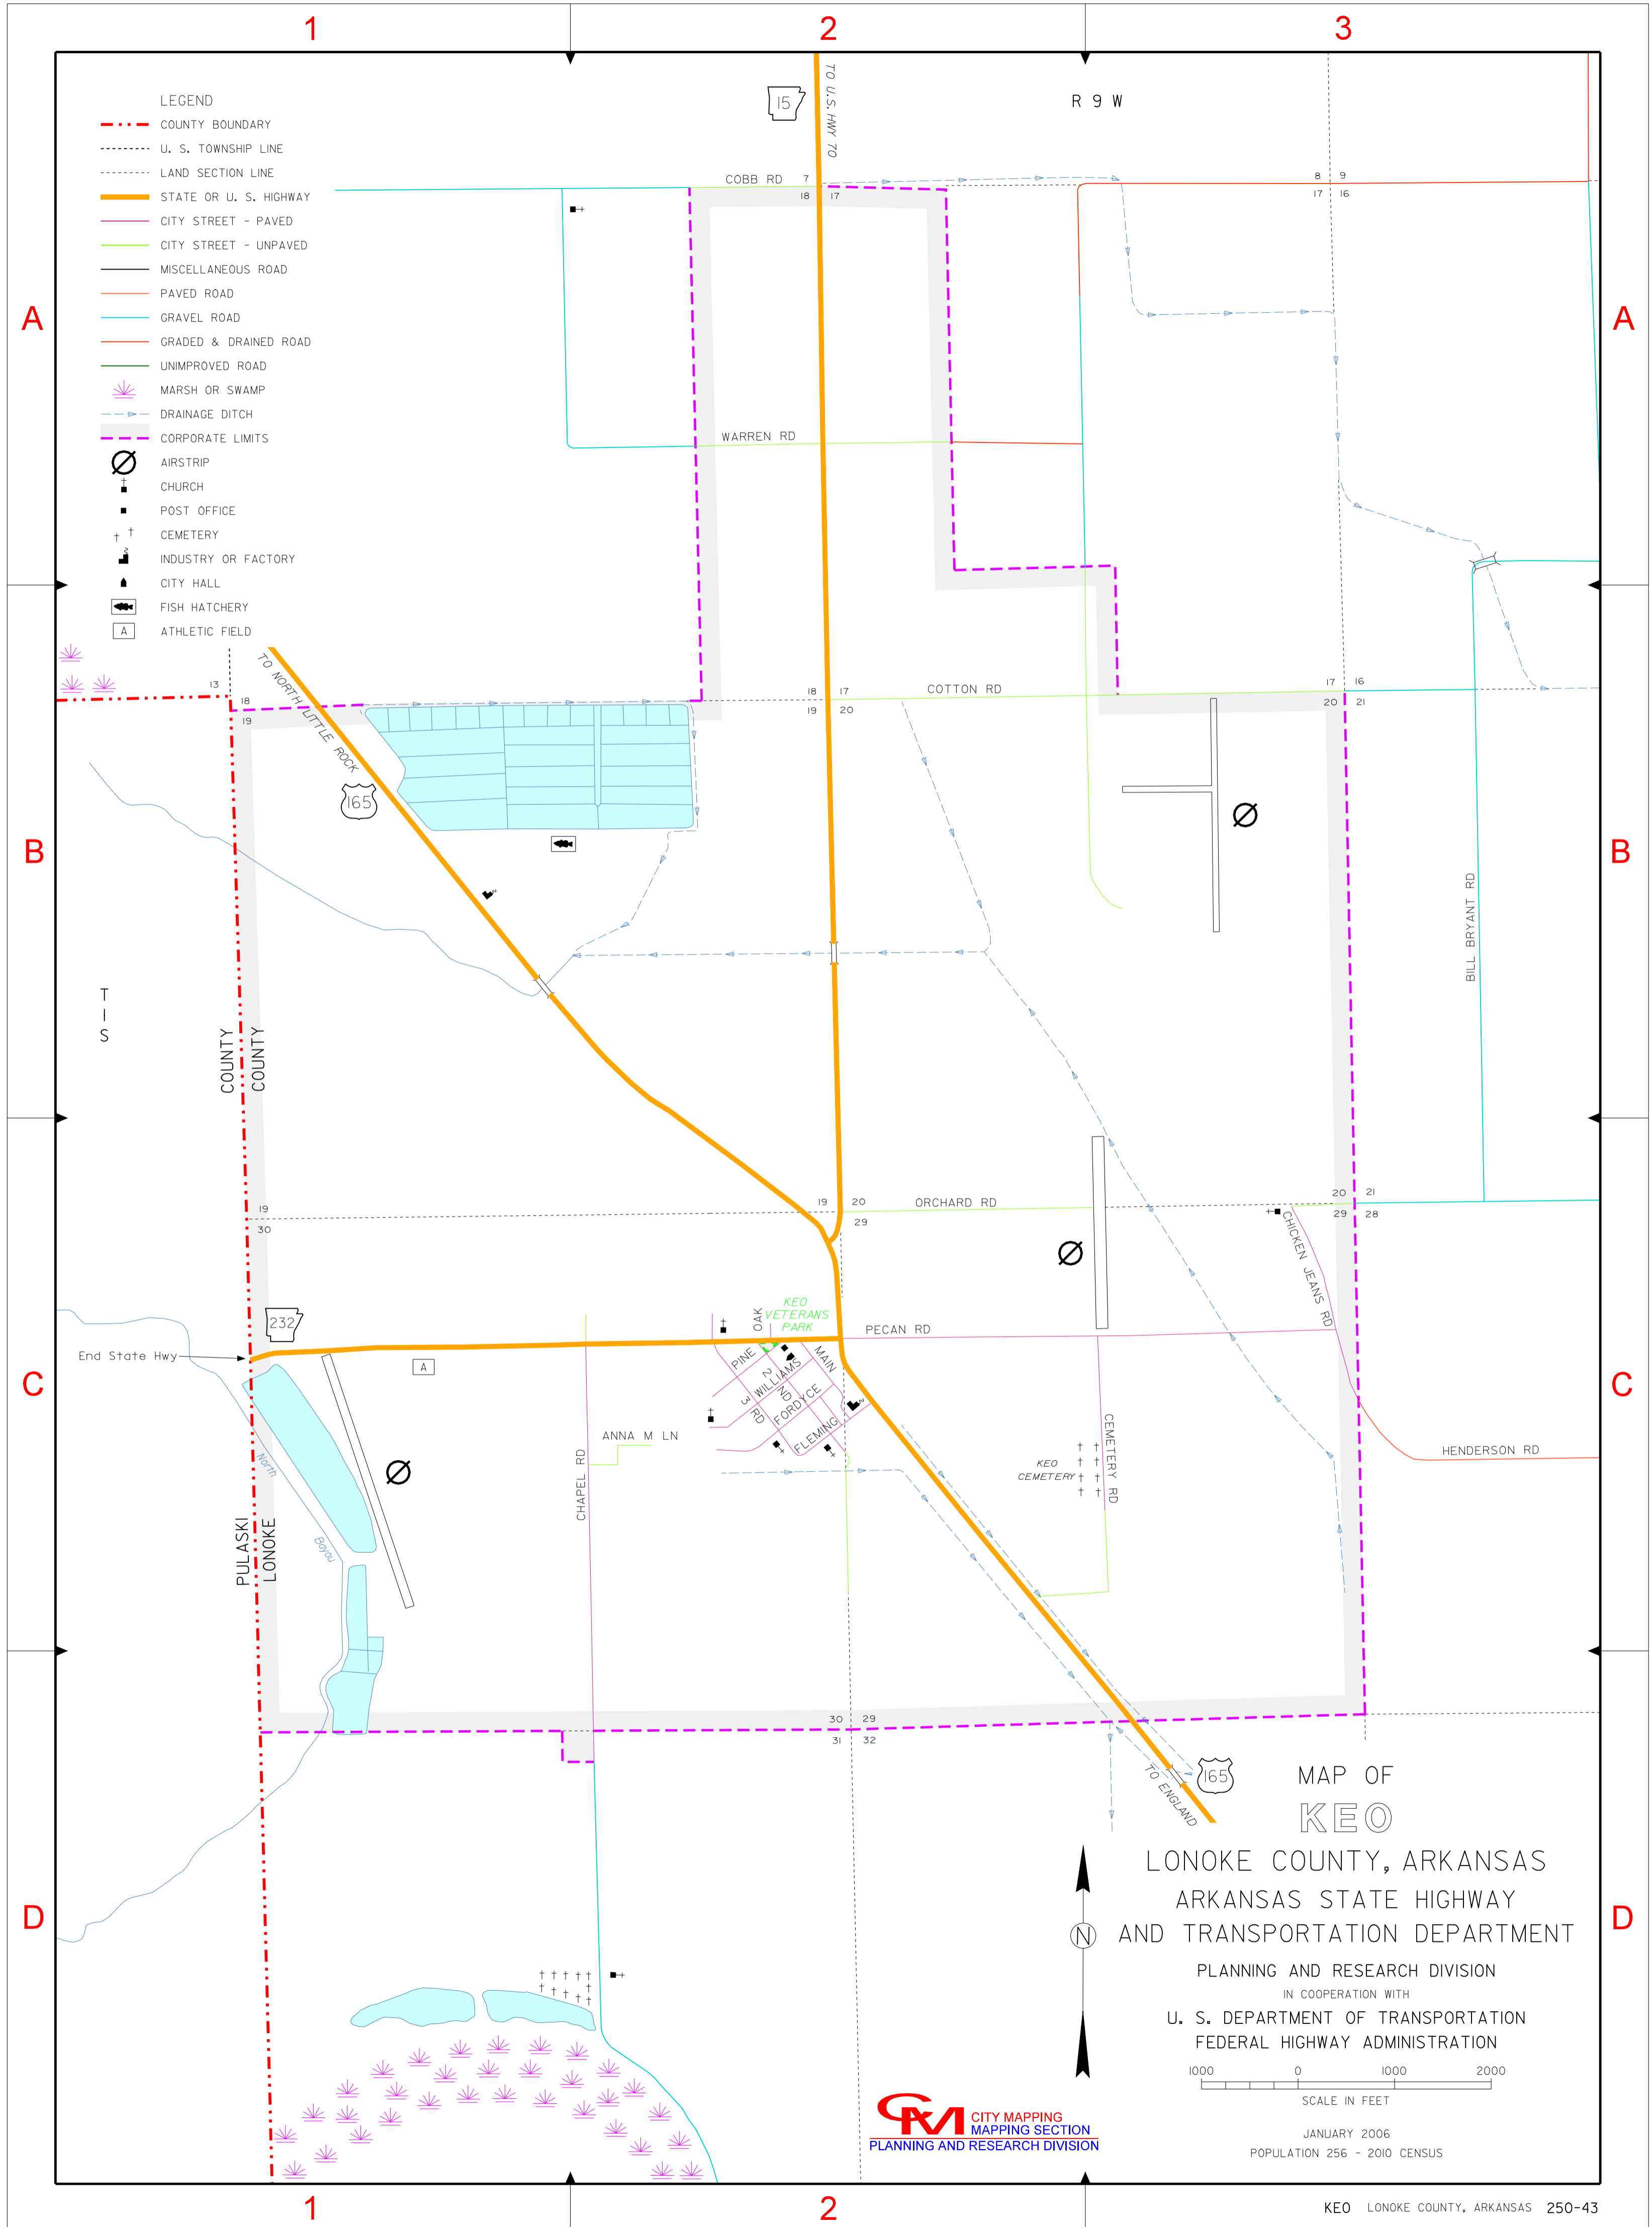 1
2
3
LEGEND
COUNTY BOUNDARY
U. S. TOWNSHIP LINE
LAND SECTION LINE
STATE OR U. S. HIGHWAY
CITY STREET - PAVED
CITY STREET - UNPAVED
MISCELLANEOUS ROAD
PAVED ROAD
GRAVEL ROAD
GRADED & DRAINED ROAD
UNIMPROVED ROAD
MARSH OR SWAMP
DRAINAGE DITCH
CORPORATE LIMITS
AIRSTRIP
CHURCH
POST OFFICE
CEMETERY
INDUSTRY OR FACTORY
CITY HALL
FISH HATCHERY
A ATHLETIC FIELD
15
TO U.S. HWY 70
R 9 W
COBB RD
7
18 17
8 9
17 16
A
A
WARREN RD
13
18
19
TO NORTH LITTLE ROCK
165
18 17
19 20
COTTON RD
17 16
20 21
B
B
BILL BRYANT RD
T
1
S
COUNTY
COUNTY
19
30
19 20
29
ORCHARD RD
20 21
29 28
CHICKEN JEANS RD
232
End State Hwy
A
OAK
KEO
VETERANS
PARK
PECAN RD
PINE
WILLIAMS
MAIN
2 ND
3 RD
FORDYCE
FLEMING
C
C
ANNA M LN
CHAPEL RD
KEO
CEMETERY
CEMETERY RD
HENDERSON RD
North
Bayou
PULASKI
LONOKE
30 29
31 32
165
TO ENGLAND
MAP OF
KEO
LONOKE COUNTY, ARKANSAS
ARKANSAS STATE HIGHWAY
AND TRANSPORTATION DEPARTMENT
PLANNING AND RESEARCH DIVISION
IN COOPERATION WITH
U. S. DEPARTMENT OF TRANSPORTATION
FEDERAL HIGHWAY ADMINISTRATION
N
D
D
1000 0 1000 2000
SCALE IN FEET
JANUARY 2006
POPULATION 256 - 2010 CENSUS
CM CITY MAPPING
MAPPING SECTION
PLANNING AND RESEARCH DIVISION
1
2
KEO LONOKE COUNTY, ARKANSAS 250-43